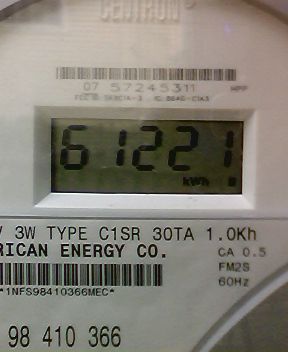 CENTRON®
07 57245311 MPP
61221
kWh
V 3W TYPE C1SR 30TA 1.0Kh
RICAN ENERGY CO. CA 0.5
FM2S
*1NFS98410366MEC* 60Hz
98 410 366